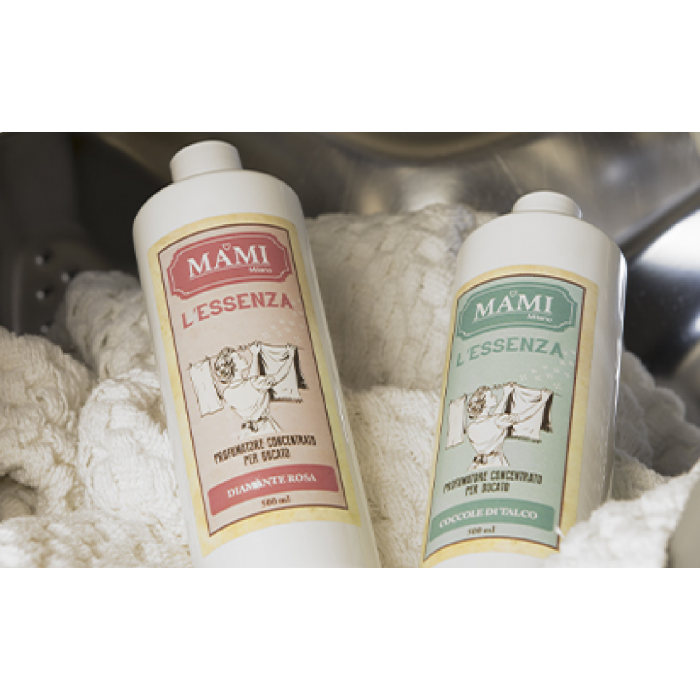 MAMI
Milano
L'ESSENZA
PROFUMATORE CONCENTRATO
PER BUCATO
DIAMANTE ROSA
500 ml
MAMI
Milano
L'ESSENZA
PROFUMATORE CONCENTRATO
PER BUCATO
COCCOLE DI TALCO
500 ml